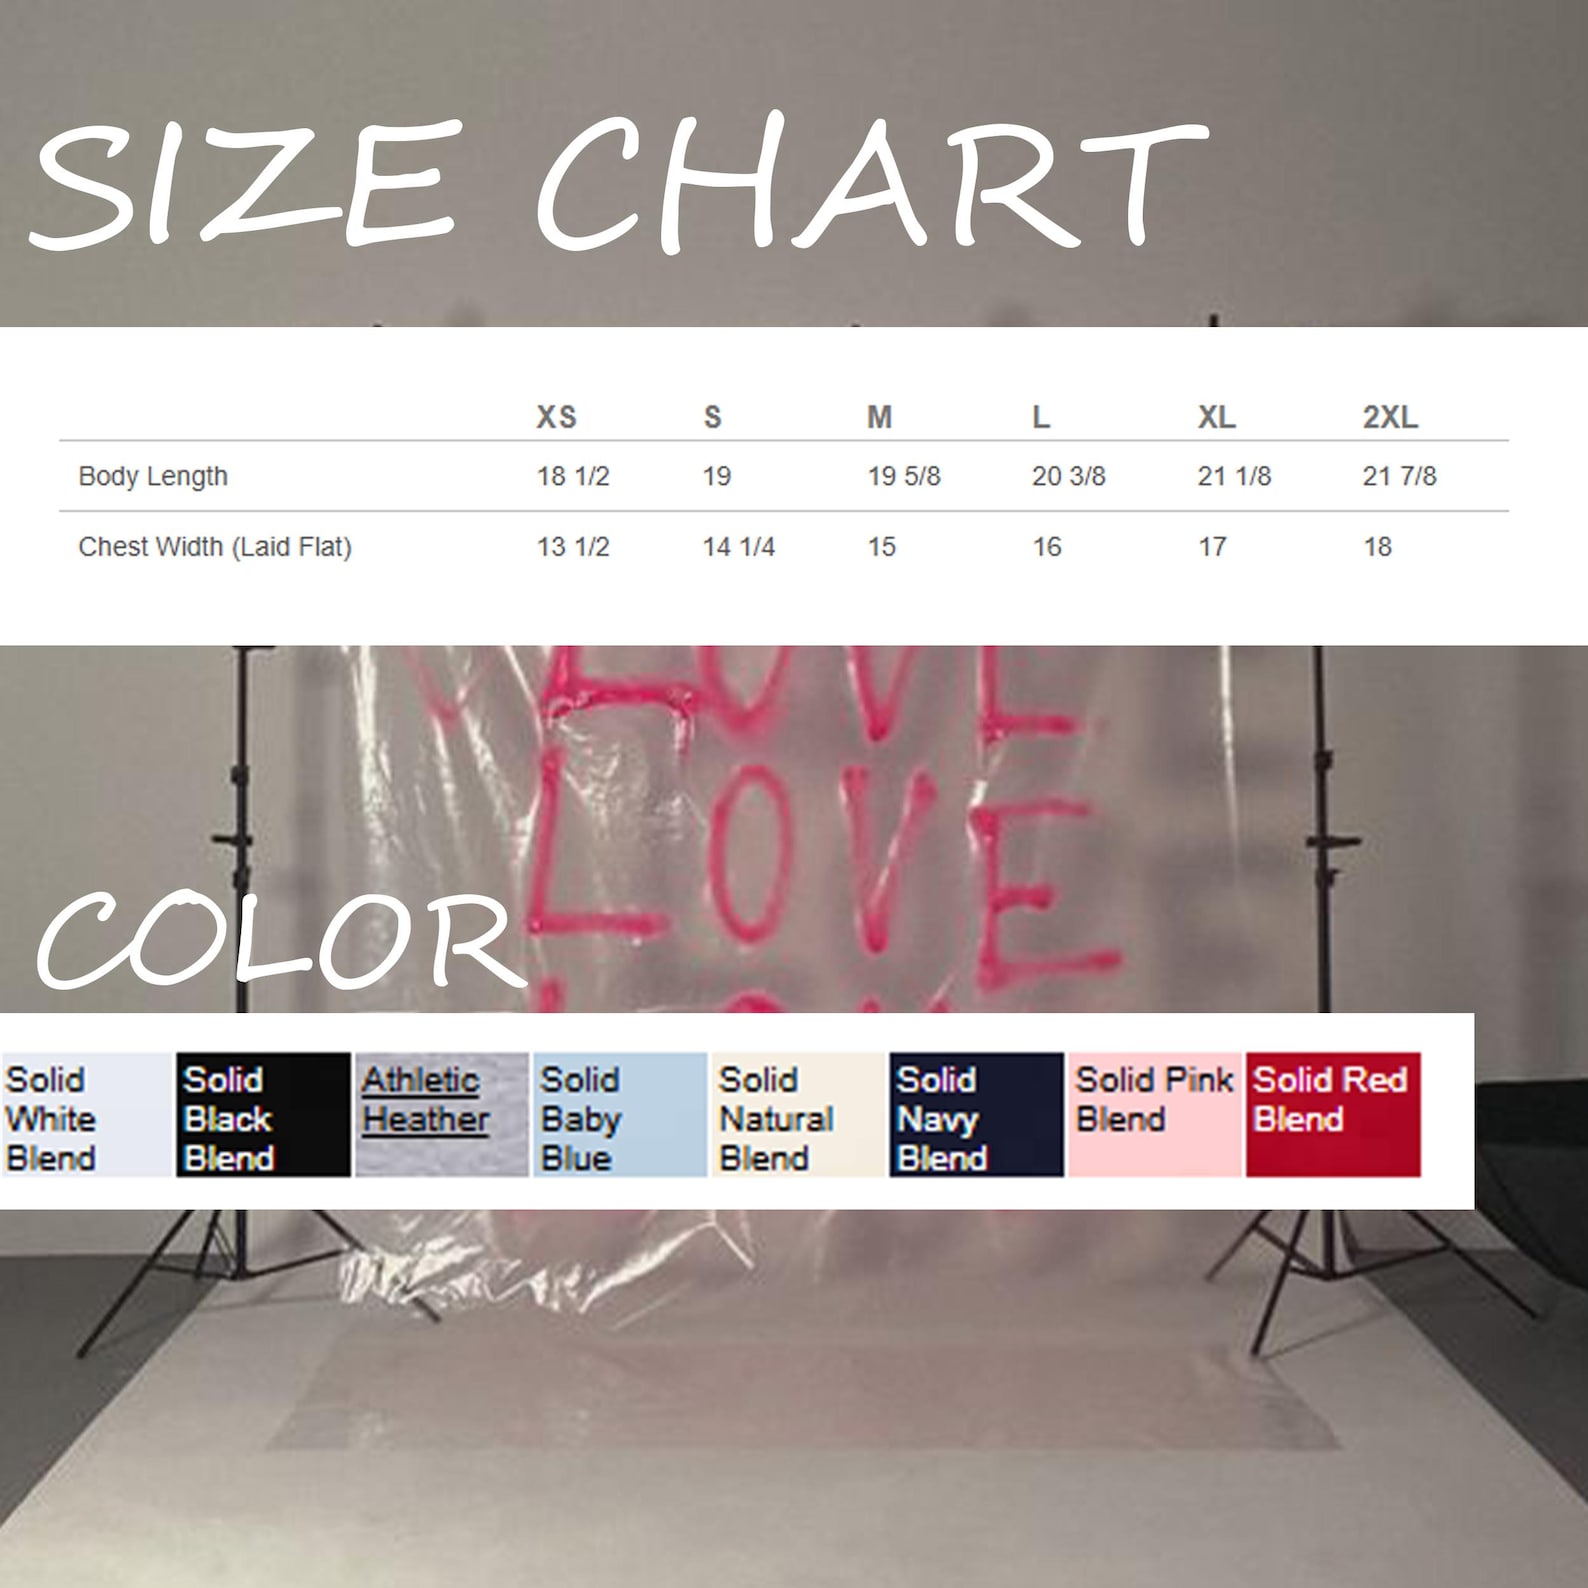 SIZE CHART
XS S M L XL 2XL
Body Length 18 1/2 19 19 5/8 20 3/8 21 1/8 21 7/8
Chest Width (Laid Flat) 13 1/2 14 1/4 15 16 17 18
LOVE
LOVE
COLOR
Solid White Blend
Solid Black Blend
Athletic Heather
Solid Baby Blue
Solid Natural Blend
Solid Navy Blend
Solid Pink Blend
Solid Red Blend